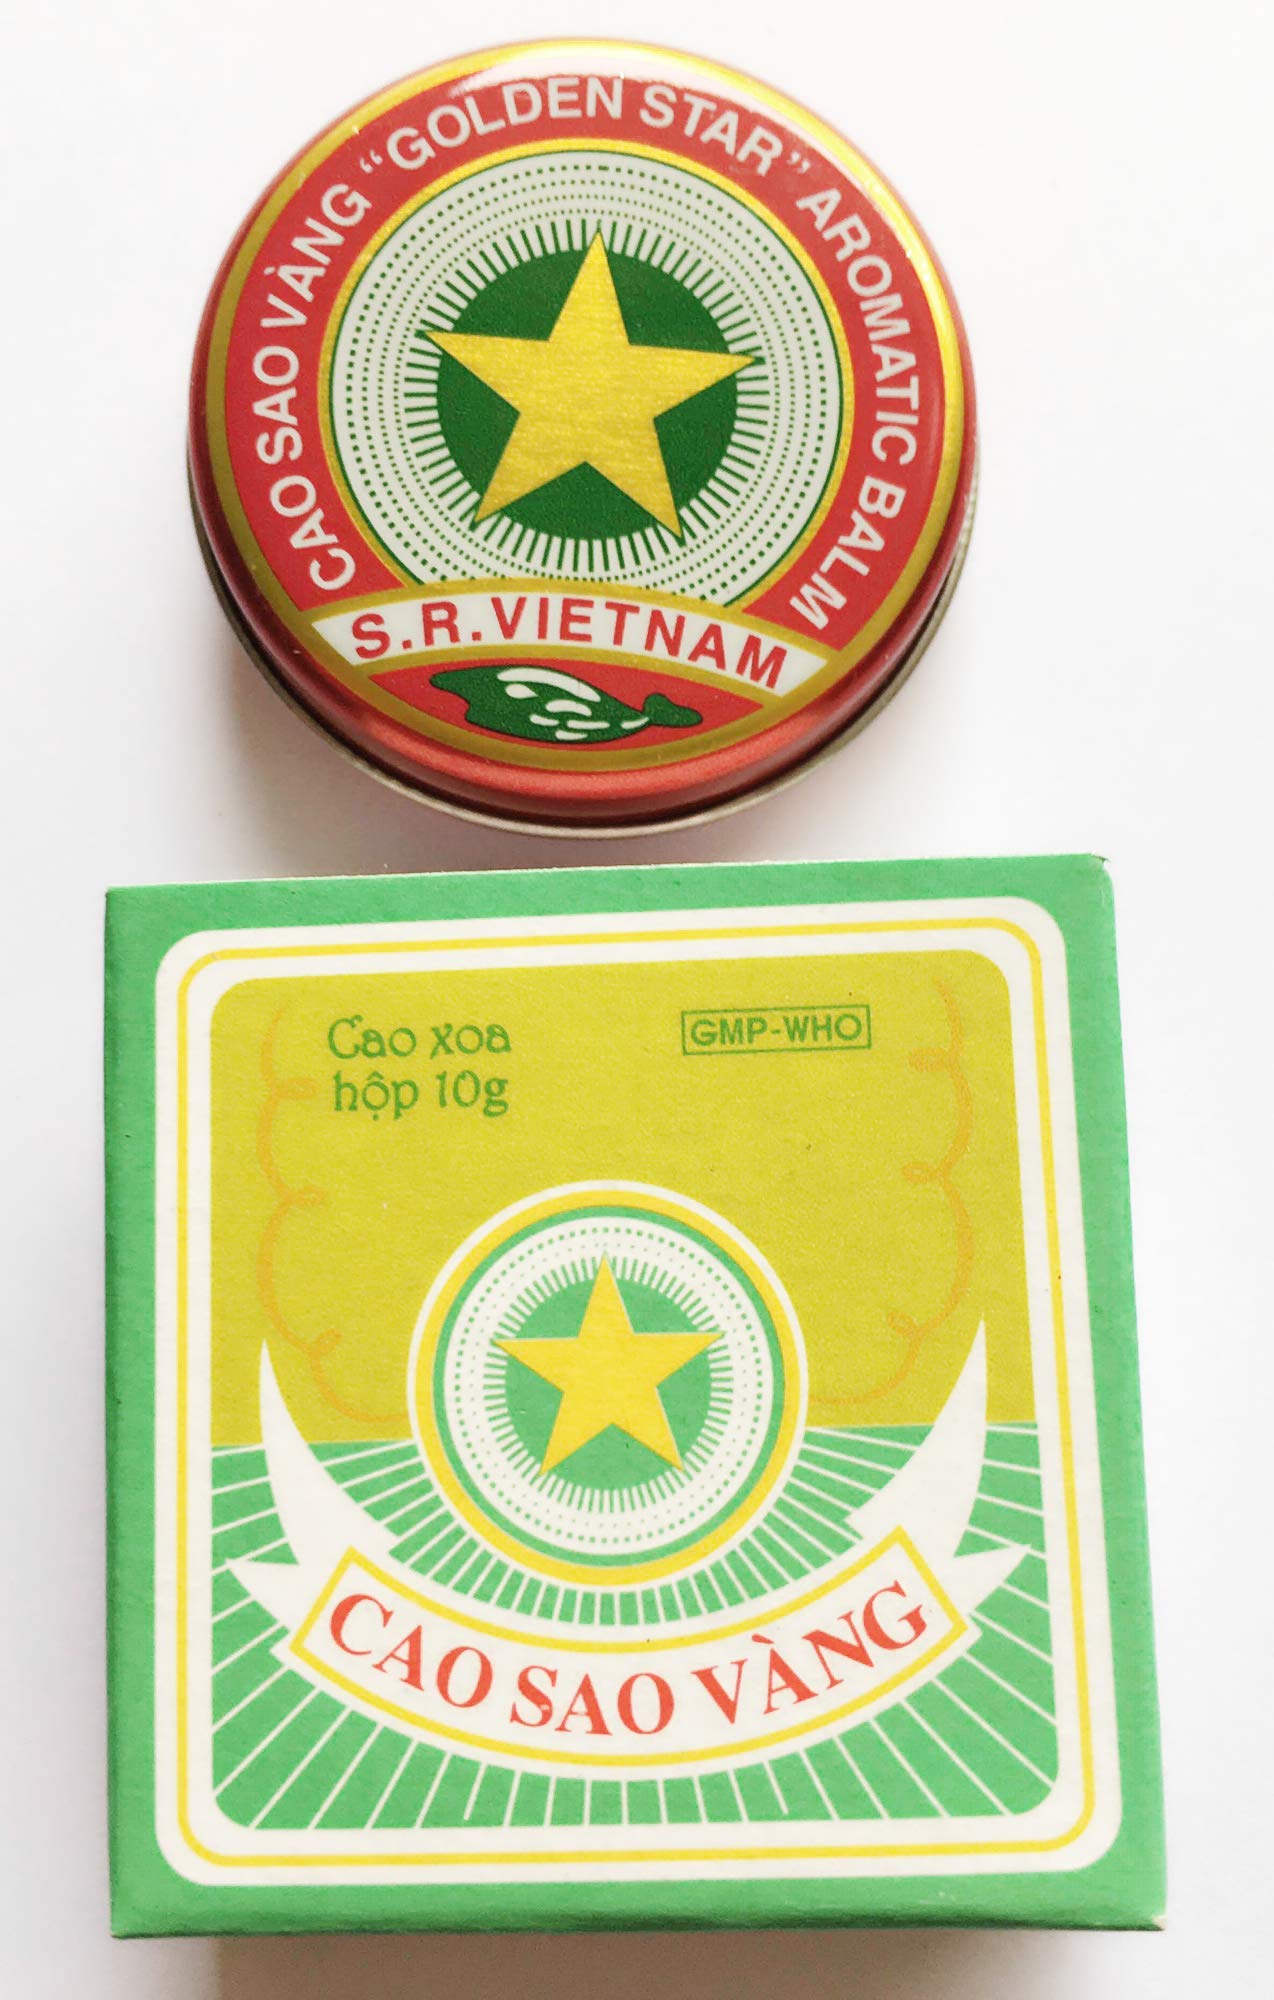 CAO SAO VÀNG “GOLDEN STAR” AROMATIC BALM
S.R.VIETNAM
Cao xoa
hộp 10g
GMP-WHO
CAO SAO VÀNG